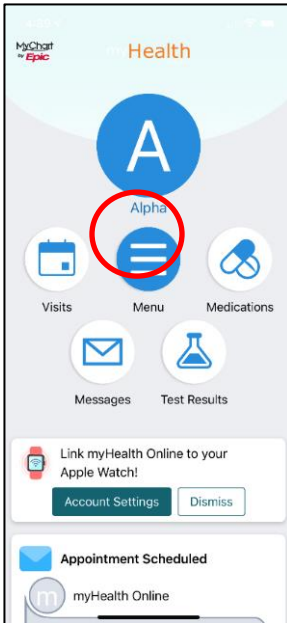 MyChart
by Epic
Health
A
Alpha
Visits
Menu
Medications
Messages
Test Results
Link myHealth Online to your
Apple Watch!
Account Settings
Dismiss
Appointment Scheduled
m
myHealth Online